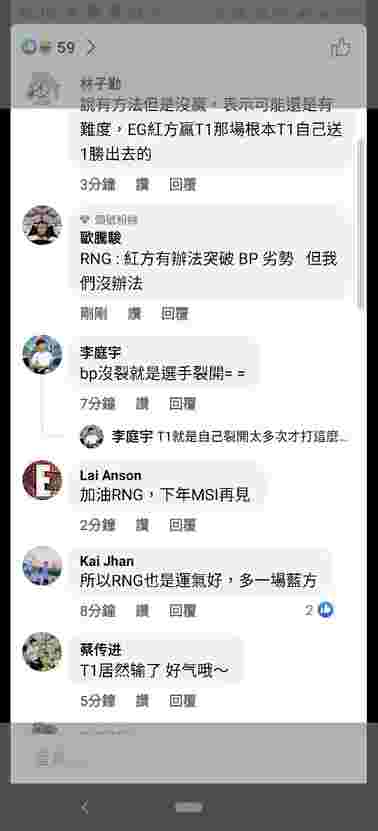 59
林子勤
說有方法但是沒贏，表示可能還是有
難度，EG紅方贏T1那場根本T1自己送
1勝出去的
3分鐘 讚 回覆
頭號粉絲
歐騰駿
RNG : 紅方有辦法突破 BP 劣勢 但我
們沒辦法
剛剛 讚 回覆
李庭宇
bp沒裂就是選手裂開= =
7分鐘 讚 回覆
李庭宇 T1就是自己裂開太多次才打這麼...
Lai Anson
加油RNG，下年MSI再見
2分鐘 讚 回覆
Kai Jhan
所以RNG也是運氣好，多一場藍方
8分鐘 讚 回覆 2
蔡传进
T1居然输了 好气哦～
5分鐘 讚 回覆